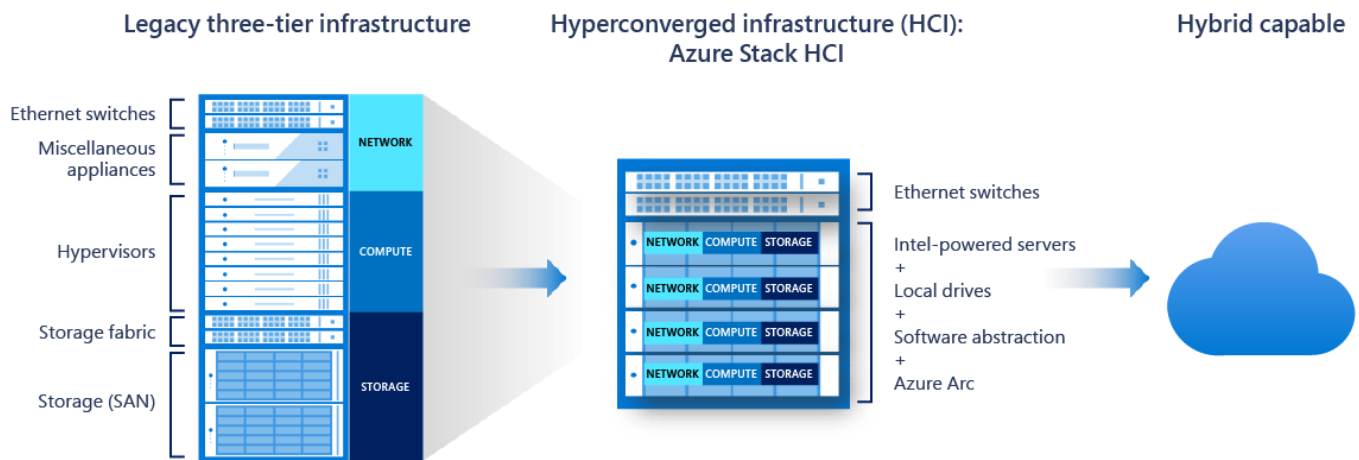 Legacy three-tier infrastructure
Ethernet switches
Miscellaneous
appliances
Hypervisors
Storage fabric
Storage (SAN)
NETWORK
COMPUTE
STORAGE
Hyperconverged infrastructure (HCI):
Azure Stack HCI
NETWORK COMPUTE STORAGE
NETWORK COMPUTE STORAGE
NETWORK COMPUTE STORAGE
NETWORK COMPUTE STORAGE
Ethernet switches
Intel-powered servers
+
Local drives
+
Software abstraction
+
Azure Arc
Hybrid capable